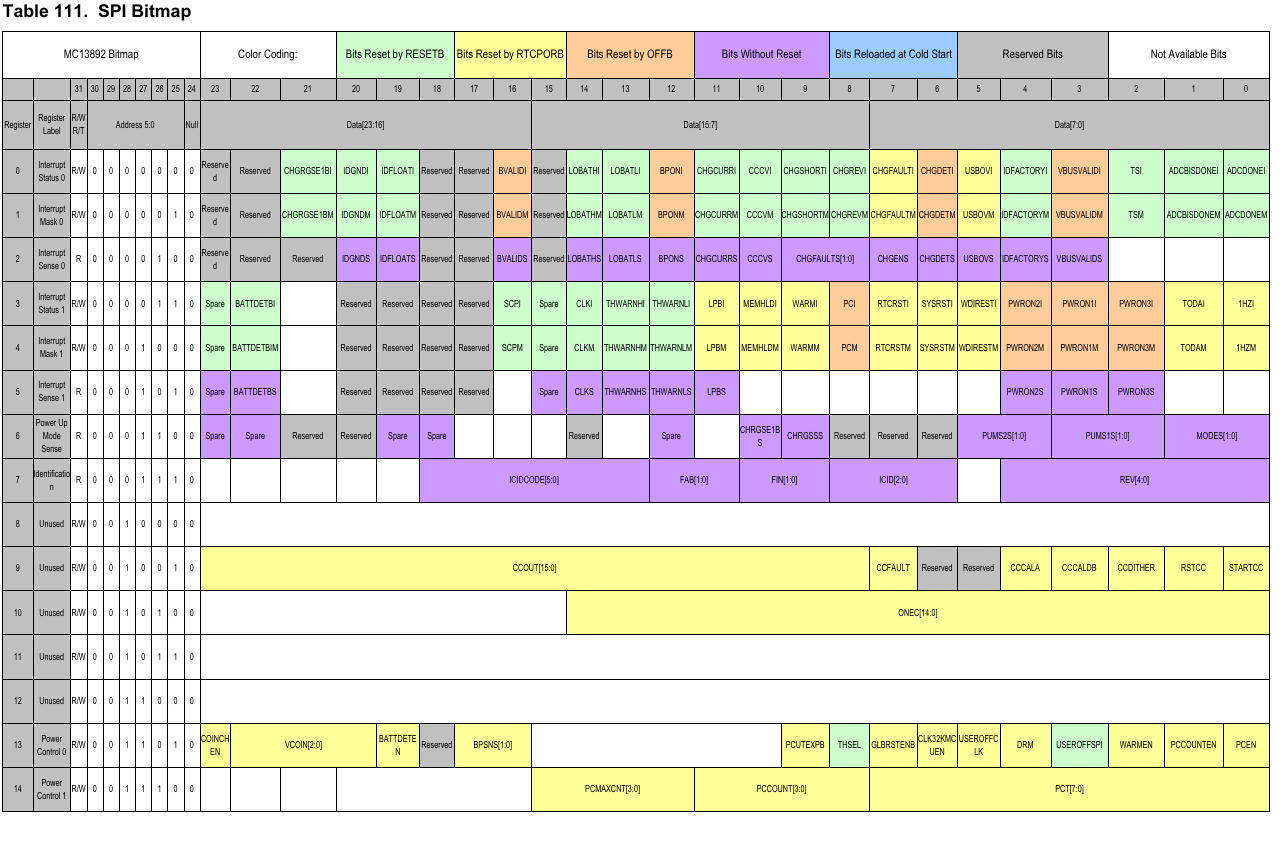 Table 111. SPI Bitmap
MC13892 Bitmap Color Coding: Bits Reset by RESETB Bits Reset by RTCPORB Bits Reset by OFFB Bits Without Reset Bits Reloaded at Cold Start Reserved Bits Not Available Bits
31 30 29 28 27 26 25 24 23 22 21 20 19 18 17 16 15 14 13 12 11 10 9 8 7 6 5 4 3 2 1 0
Register Register Label R/W R/T Address 5:0 Null Data[23:16] Data[15:7] Data[7:0]
0 Interrupt Status 0 R/W 0 0 0 0 0 0 0 Reserved Reserved CHGRGSE1BI IDGNDI IDFLOATI Reserved Reserved BVALIDI Reserved LOBATHI LOBATLI BPONI CHGCURRI CCCVI CHGSHORTI CHGREVI CHGFAULTI CHGDETI USBOVI IDFACTORYI VBUSVALIDI TSI ADCBISDONEI ADCDONEI
1 Interrupt Mask 0 R/W 0 0 0 0 0 1 0 Reserved Reserved CHGRGSE1BM IDGNDM IDFLOATM Reserved Reserved BVALIDM Reserved LOBATHM LOBATLM BPONM CHGCURRM CCCVM CHGSHORTM CHGREVM CHGFAULTM CHGDETM USBOVM IDFACTORYM VBUSVALIDM TSM ADCBISDONEM ADCDONEM
2 Interrupt Sense 0 R 0 0 0 0 1 0 0 Reserved Reserved Reserved IDGNDS IDFLOATS Reserved Reserved BVALIDS Reserved LOBATHS LOBATLS BPONS CHGCURRS CCCVS CHGFAULTS[1:0] CHGENS CHGDETS USBOVS IDFACTORYS VBUSVALIDS
3 Interrupt Status 1 R/W 0 0 0 0 1 1 0 Spare BATTDETBI Reserved Reserved Reserved Reserved SCPI Spare CLKI THWARNHI THWARNLI LPBI MEMHLDI WARMI PCI RTCRSTI SYSRSTI WDIRESTI PWRON2I PWRON1I PWRON3I TODAI 1HZI
4 Interrupt Mask 1 R/W 0 0 0 1 0 0 0 Spare BATTDETBIM Reserved Reserved Reserved Reserved SCPM Spare CLKM THWARNHM THWARNLM LPBM MEMHLDM WARMM PCM RTCRSTM SYSRSTM WDIRESTM PWRON2M PWRON1M PWRON3M TODAM 1HZM
5 Interrupt Sense 1 R 0 0 0 1 0 1 0 Spare BATTDETBS Reserved Reserved Reserved Reserved Spare CLKS THWARNHS THWARNLS LPBS PWRON2S PWRON1S PWRON3S
6 Power Up Mode Sense R 0 0 0 1 1 0 0 Spare Spare Reserved Reserved Spare Spare Reserved Spare CHRGSE1BS CHRGSSS Reserved Reserved Reserved PUMS2S[1:0] PUMS1S[1:0] MODES[1:0]
7 Identification R 0 0 0 1 1 1 0 ICIDCODE[5:0] FAB[1:0] FIN[1:0] ICID[2:0] REV[4:0]
8 Unused R/W 0 0 1 0 0 0 0
9 Unused R/W 0 0 1 0 0 1 0 CCOUT[15:0] CCFAULT Reserved Reserved CCCALA CCCALDB CCDITHER RSTCC STARTCC
10 Unused R/W 0 0 1 0 1 0 0 ONEC[14:0]
11 Unused R/W 0 0 1 0 1 1 0
12 Unused R/W 0 0 1 1 0 0 0
13 Power Control 0 R/W 0 0 1 1 0 1 0 COINCHEN VCOIN[2:0] BATTDETEN Reserved BPSNS[1:0] PCUTEXPB THSEL GLBRSTENB CLK32KMCUEN USEROFFCLK DRM USEROFFSPI WARMEN PCCOUNTEN PCEN
14 Power Control 1 R/W 0 0 1 1 1 0 0 PCMAXCNT[3:0] PCCOUNT[3:0] PCT[7:0]